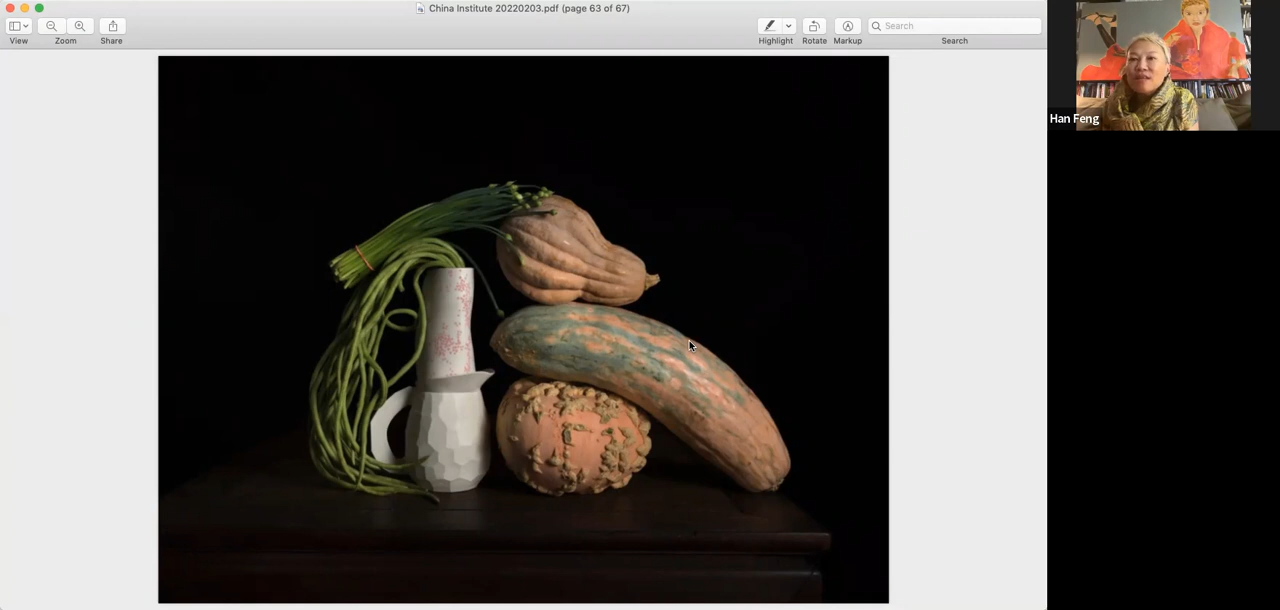 China Institute 20220203.pdf (page 63 of 67)
View
Zoom
Share
Highlight
Rotate
Markup
Search
Search
Han Feng